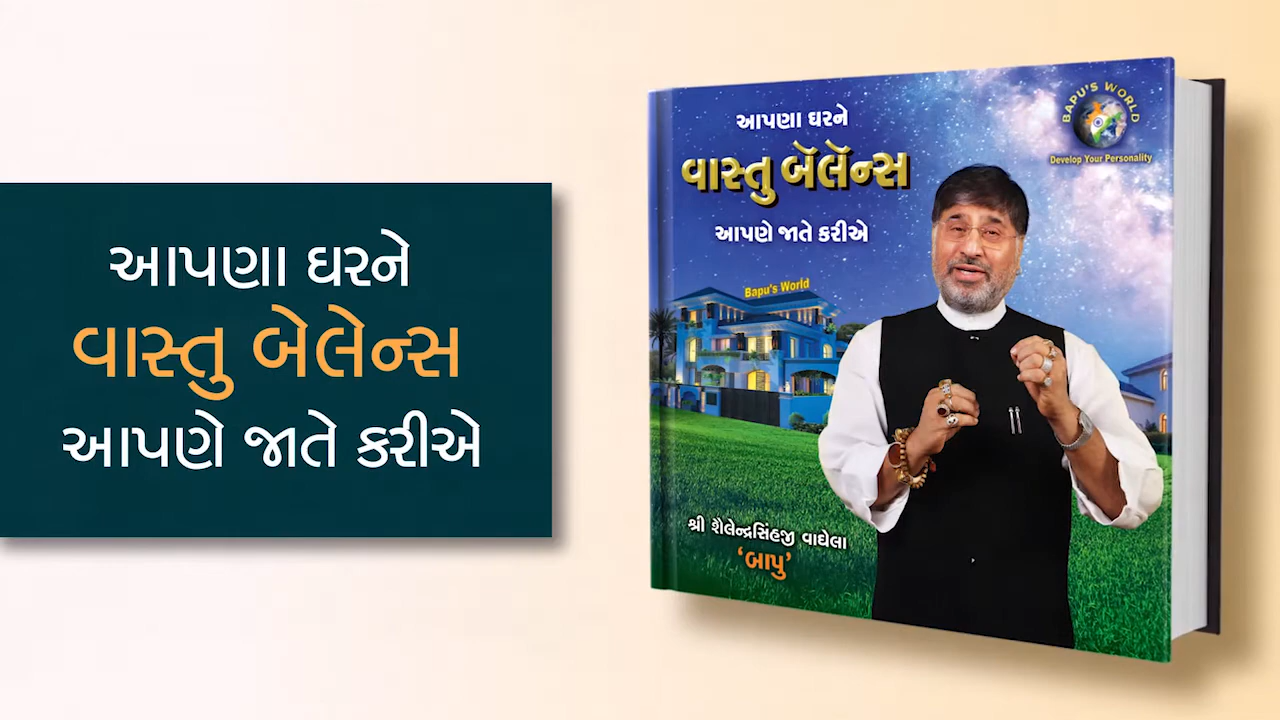 આપણા ઘરને
વાસ્તુ બેલેન્સ
આપણે જાતે કરીએ
આપણા ઘરને
વાસ્તુ બૅલૅન્સ
આપણે જાતે કરીએ
BAPU'S WORLD
Develop Your Personality
Bapu's World
શ્રી શૈલેન્દ્રસિંહજી વાઘેલા
'બાપુ'